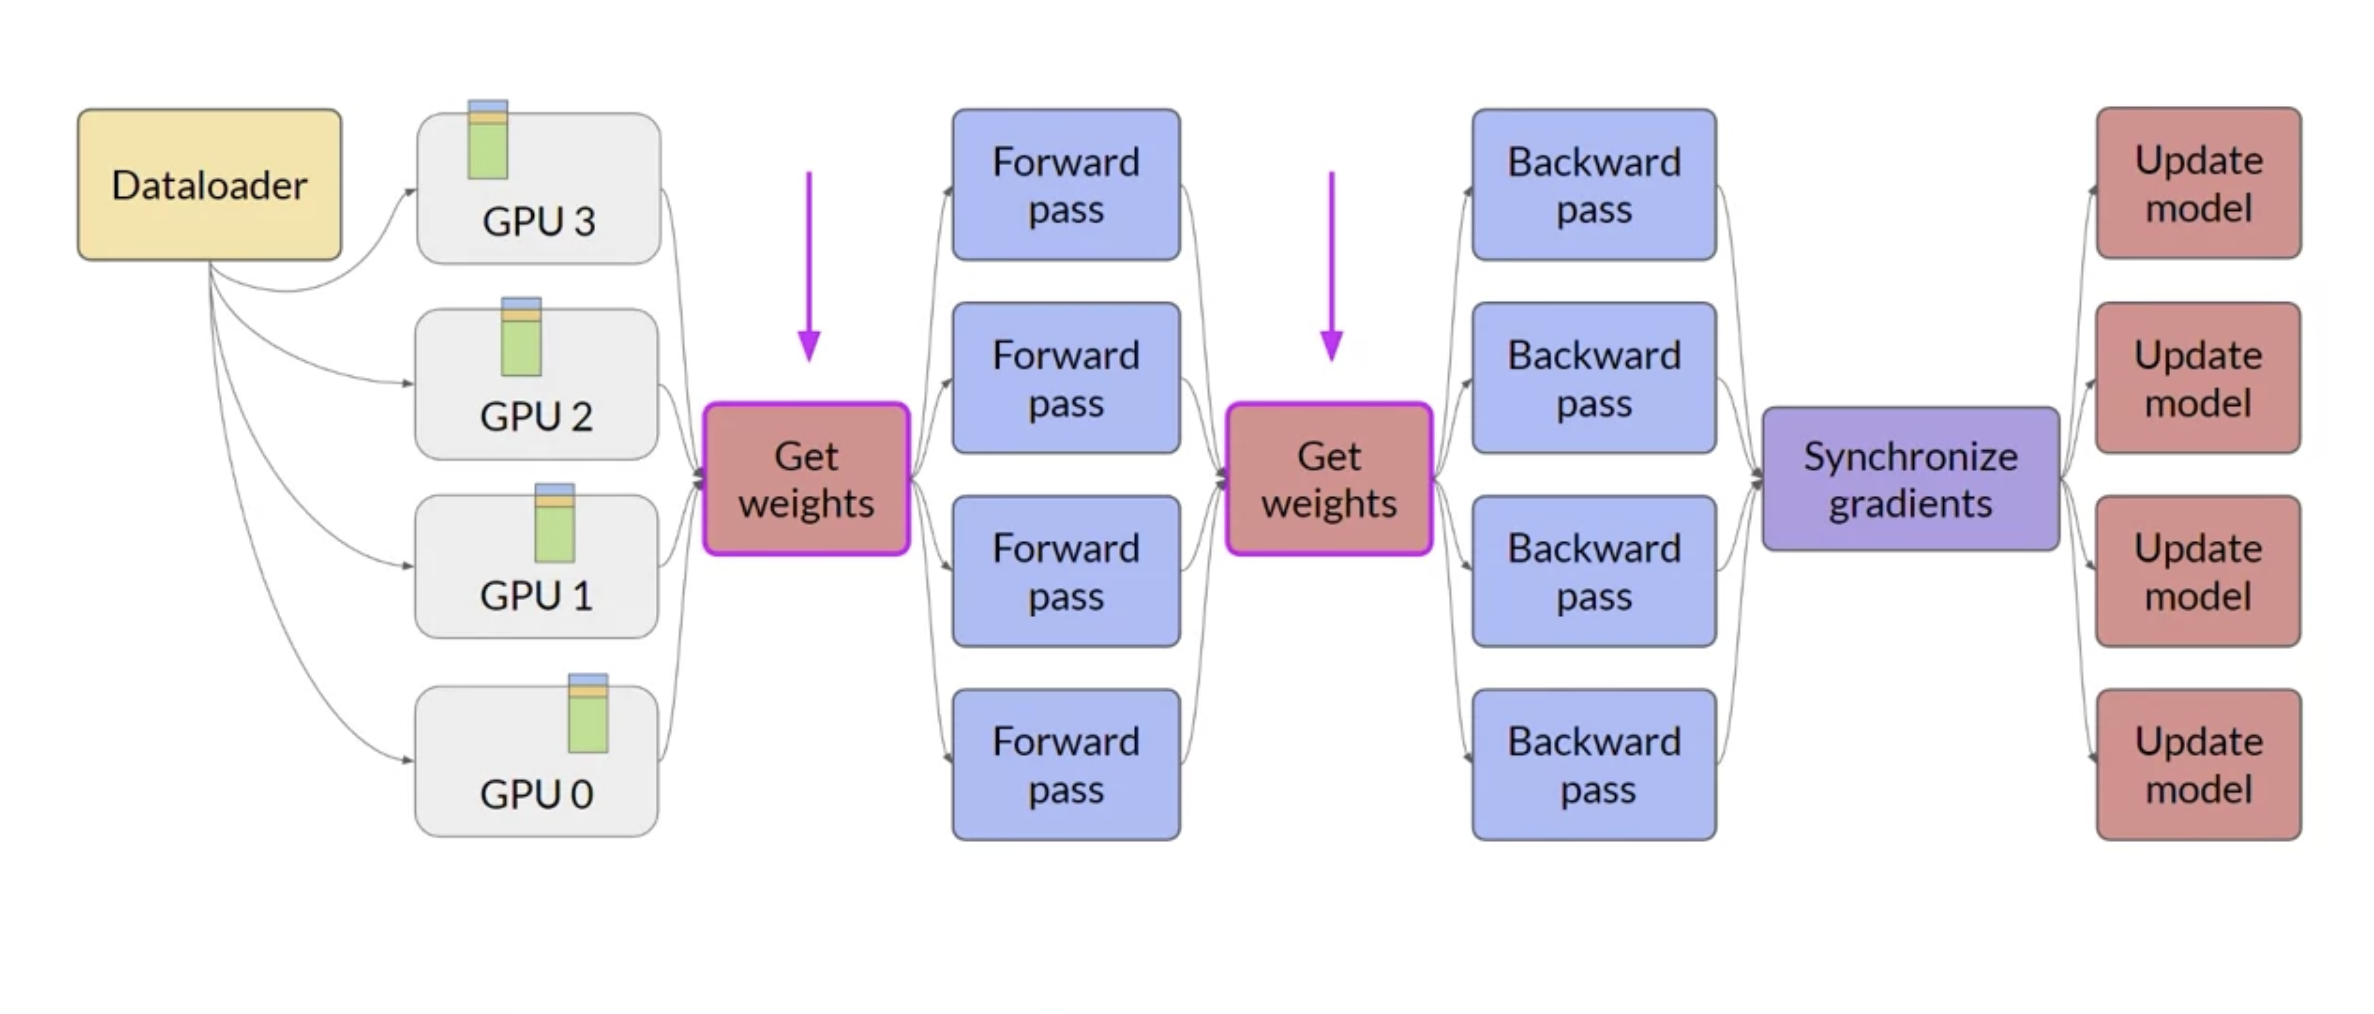 Dataloader
GPU 3
GPU 2
GPU 1
GPU 0
Get
weights
Forward
pass
Forward
pass
Forward
pass
Forward
pass
Get
weights
Backward
pass
Backward
pass
Backward
pass
Backward
pass
Synchronize
gradients
Update
model
Update
model
Update
model
Update
model